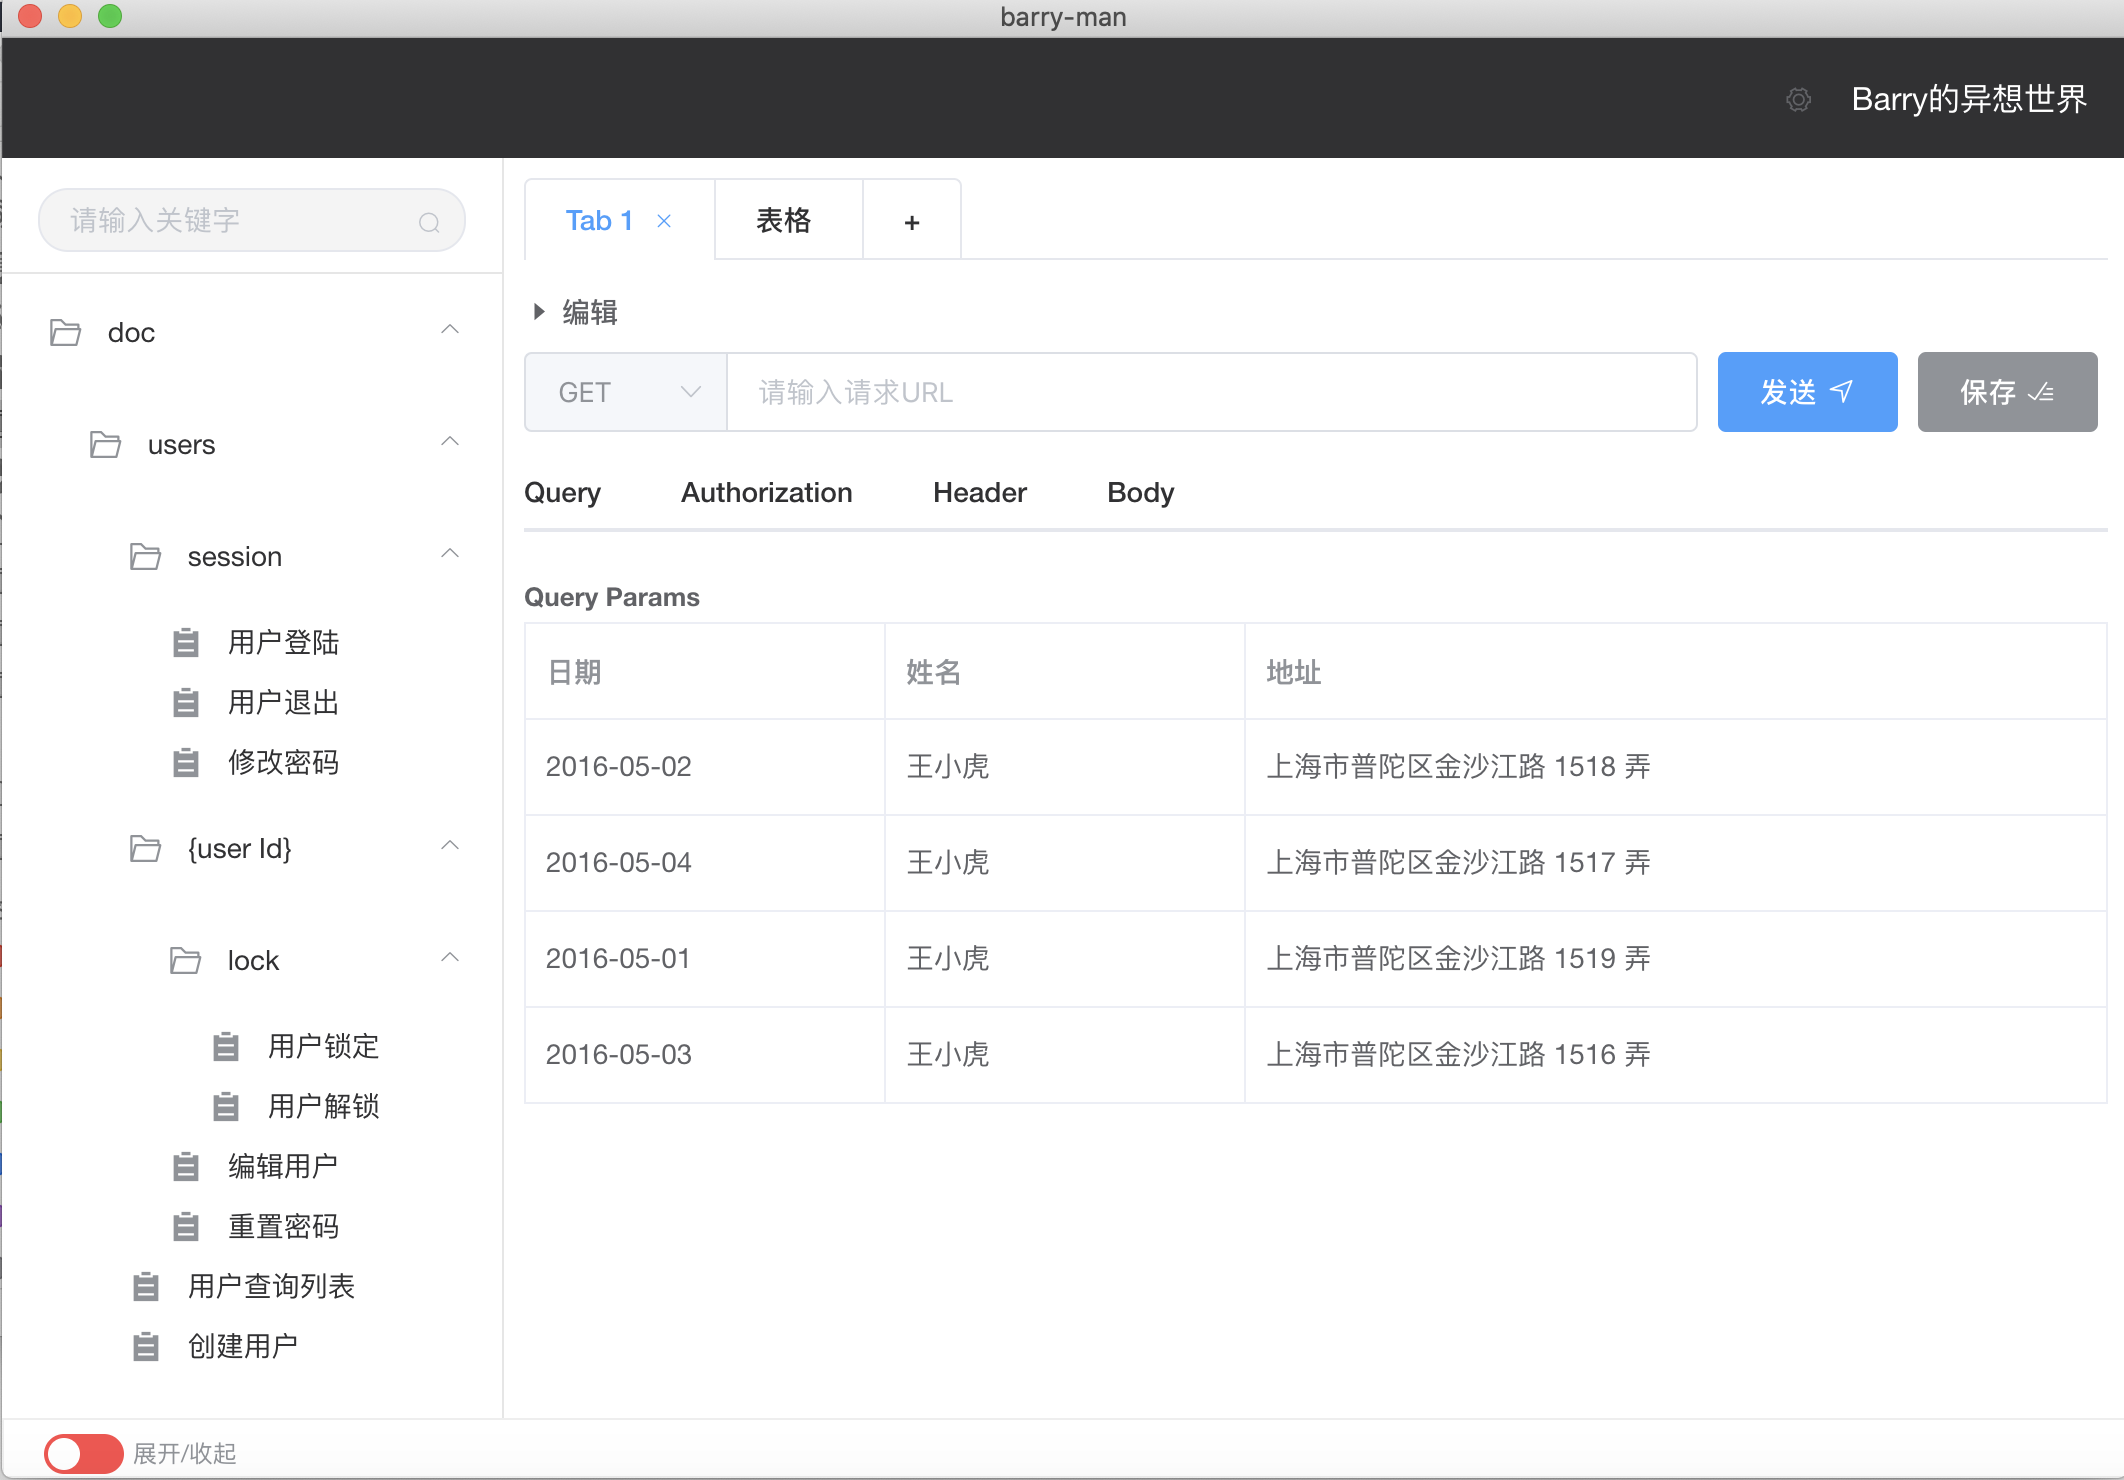 barry-man
Barry的异想世界
请输入关键字
doc
users
session
用户登陆
用户退出
修改密码
{user Id}
lock
用户锁定
用户解锁
编辑用户
重置密码
用户查询列表
创建用户
展开/收起
Tab 1 × 表格 +
编辑
GET 请输入请求URL 发送 保存
Query Authorization Header Body
Query Params
日期 姓名 地址
2016-05-02 王小虎 上海市普陀区金沙江路 1518 弄
2016-05-04 王小虎 上海市普陀区金沙江路 1517 弄
2016-05-01 王小虎 上海市普陀区金沙江路 1519 弄
2016-05-03 王小虎 上海市普陀区金沙江路 1516 弄